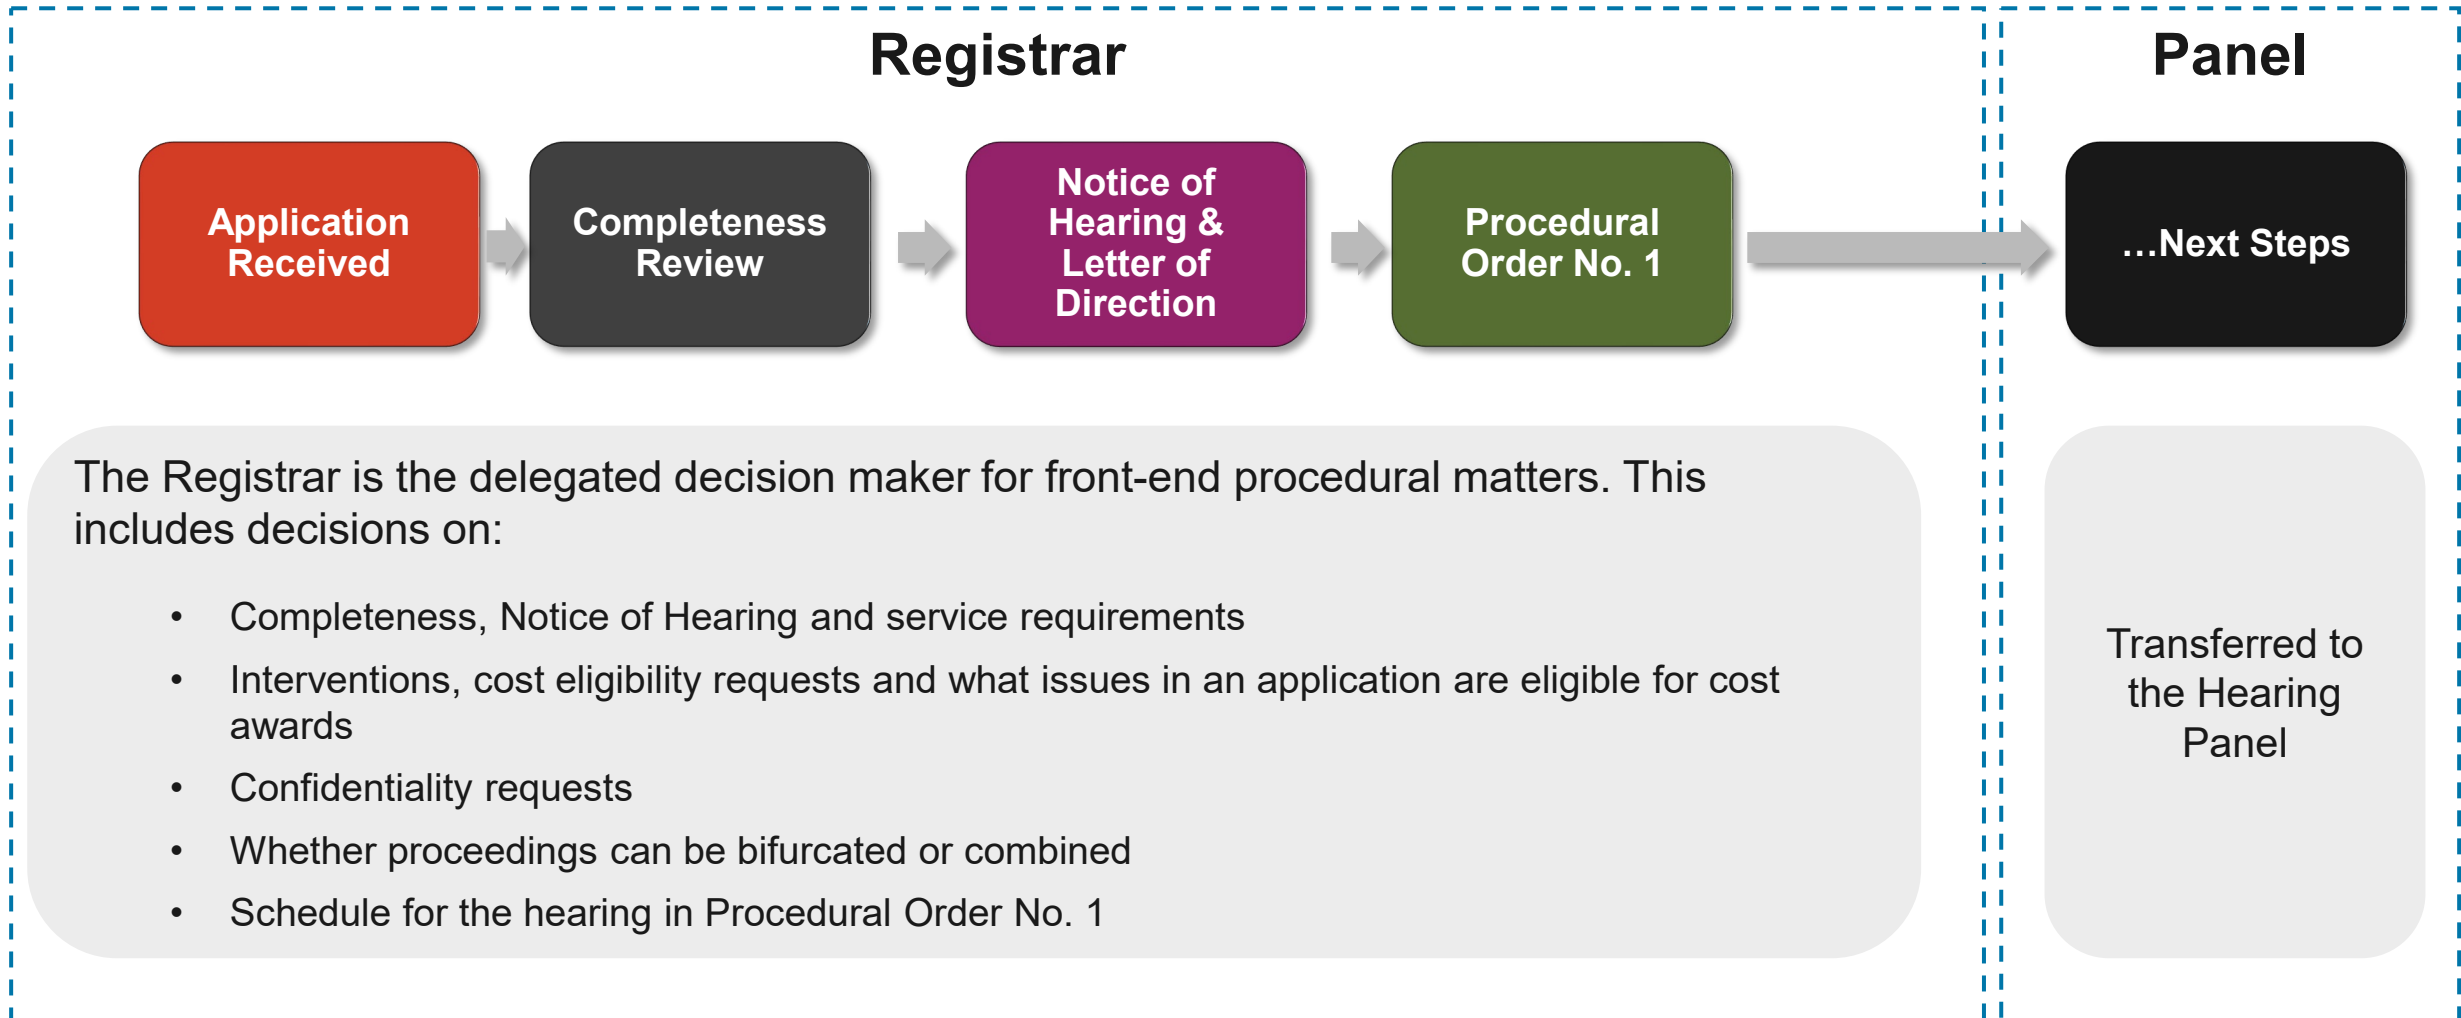 Registrar
Panel
Application
Received
Completeness
Review
Notice of
Hearing &
Letter of
Direction
Procedural
Order No. 1
...Next Steps
The Registrar is the delegated decision maker for front-end procedural matters. This
includes decisions on:
• Completeness, Notice of Hearing and service requirements
• Interventions, cost eligibility requests and what issues in an application are eligible for cost
awards
• Confidentiality requests
• Whether proceedings can be bifurcated or combined
• Schedule for the hearing in Procedural Order No. 1
Transferred to
the Hearing
Panel